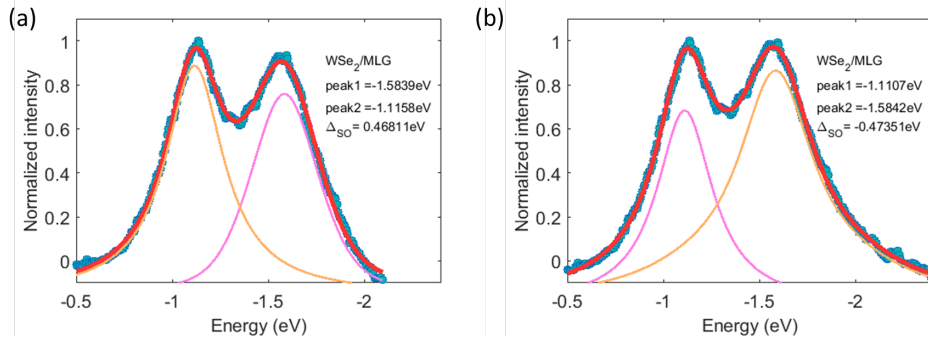 (a)
WSe2/MLG
peak1 =-1.5839eV
peak2 =-1.1158eV
ΔSO = 0.46811eV
Normalized intensity
1
0.8
0.6
0.4
0.2
0
-0.5
-1
-1.5
-2
Energy (eV)
(b)
WSe2/MLG
peak1 =-1.1107eV
peak2 =-1.5842eV
ΔSO = -0.47351eV
Normalized intensity
1
0.8
0.6
0.4
0.2
0
-0.5
-1
-1.5
-2
Energy (eV)